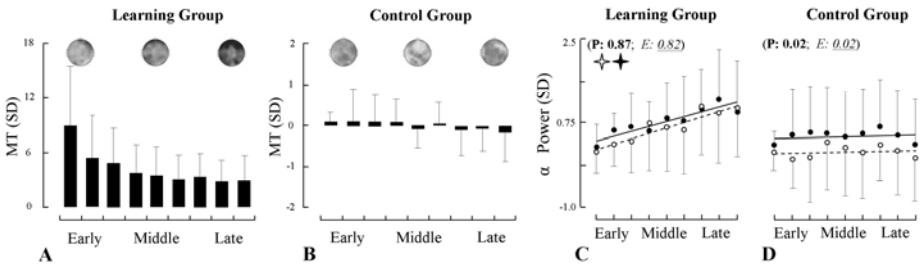 Learning Group
18
12
6
0
MT (SD)
Early
Middle
Late
A
Control Group
2
1
0
-1
-2
MT (SD)
Early
Middle
Late
B
Learning Group
(P: 0.87; E: 0.82)
2.5
0.75
-1.0
α Power (SD)
Early
Middle
Late
C
Control Group
(P: 0.02; E: 0.02)
Early
Middle
Late
D